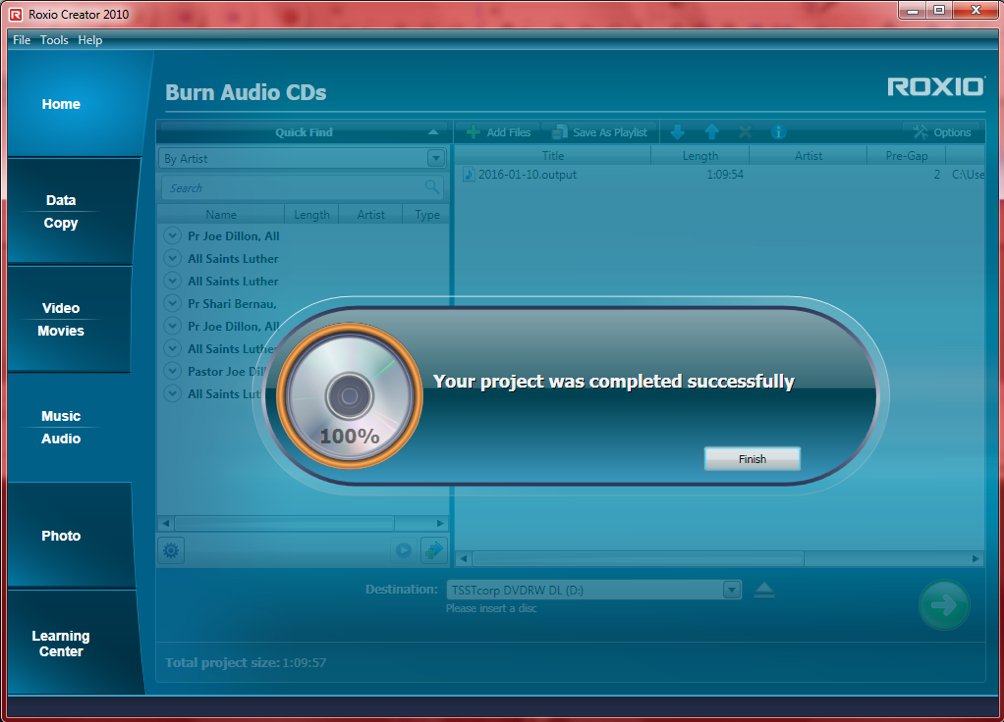 Roxio Creator 2010
File Tools Help
Home
Data
Copy
Video
Movies
Music
Audio
Photo
Learning
Center
Burn Audio CDs
ROXIO
Quick Find
Add Files Save As Playlist Options
By Artist
Search
Name Length Artist Type
Pr Joe Dillon, All
All Saints Luther
All Saints Luther
Pr Shari Bernau,
Pr Joe Dillon, All
All Saints Luthe
Pastor Joe Dil
All Saints Lut
Title Length Artist Pre-Gap
2016-01-10.output 1:09:54 2 C:\Use
100%
Your project was completed successfully
Finish
Destination: TSSTcorp DVDRW DL (D:)
Please insert a disc
Total project size: 1:09:57